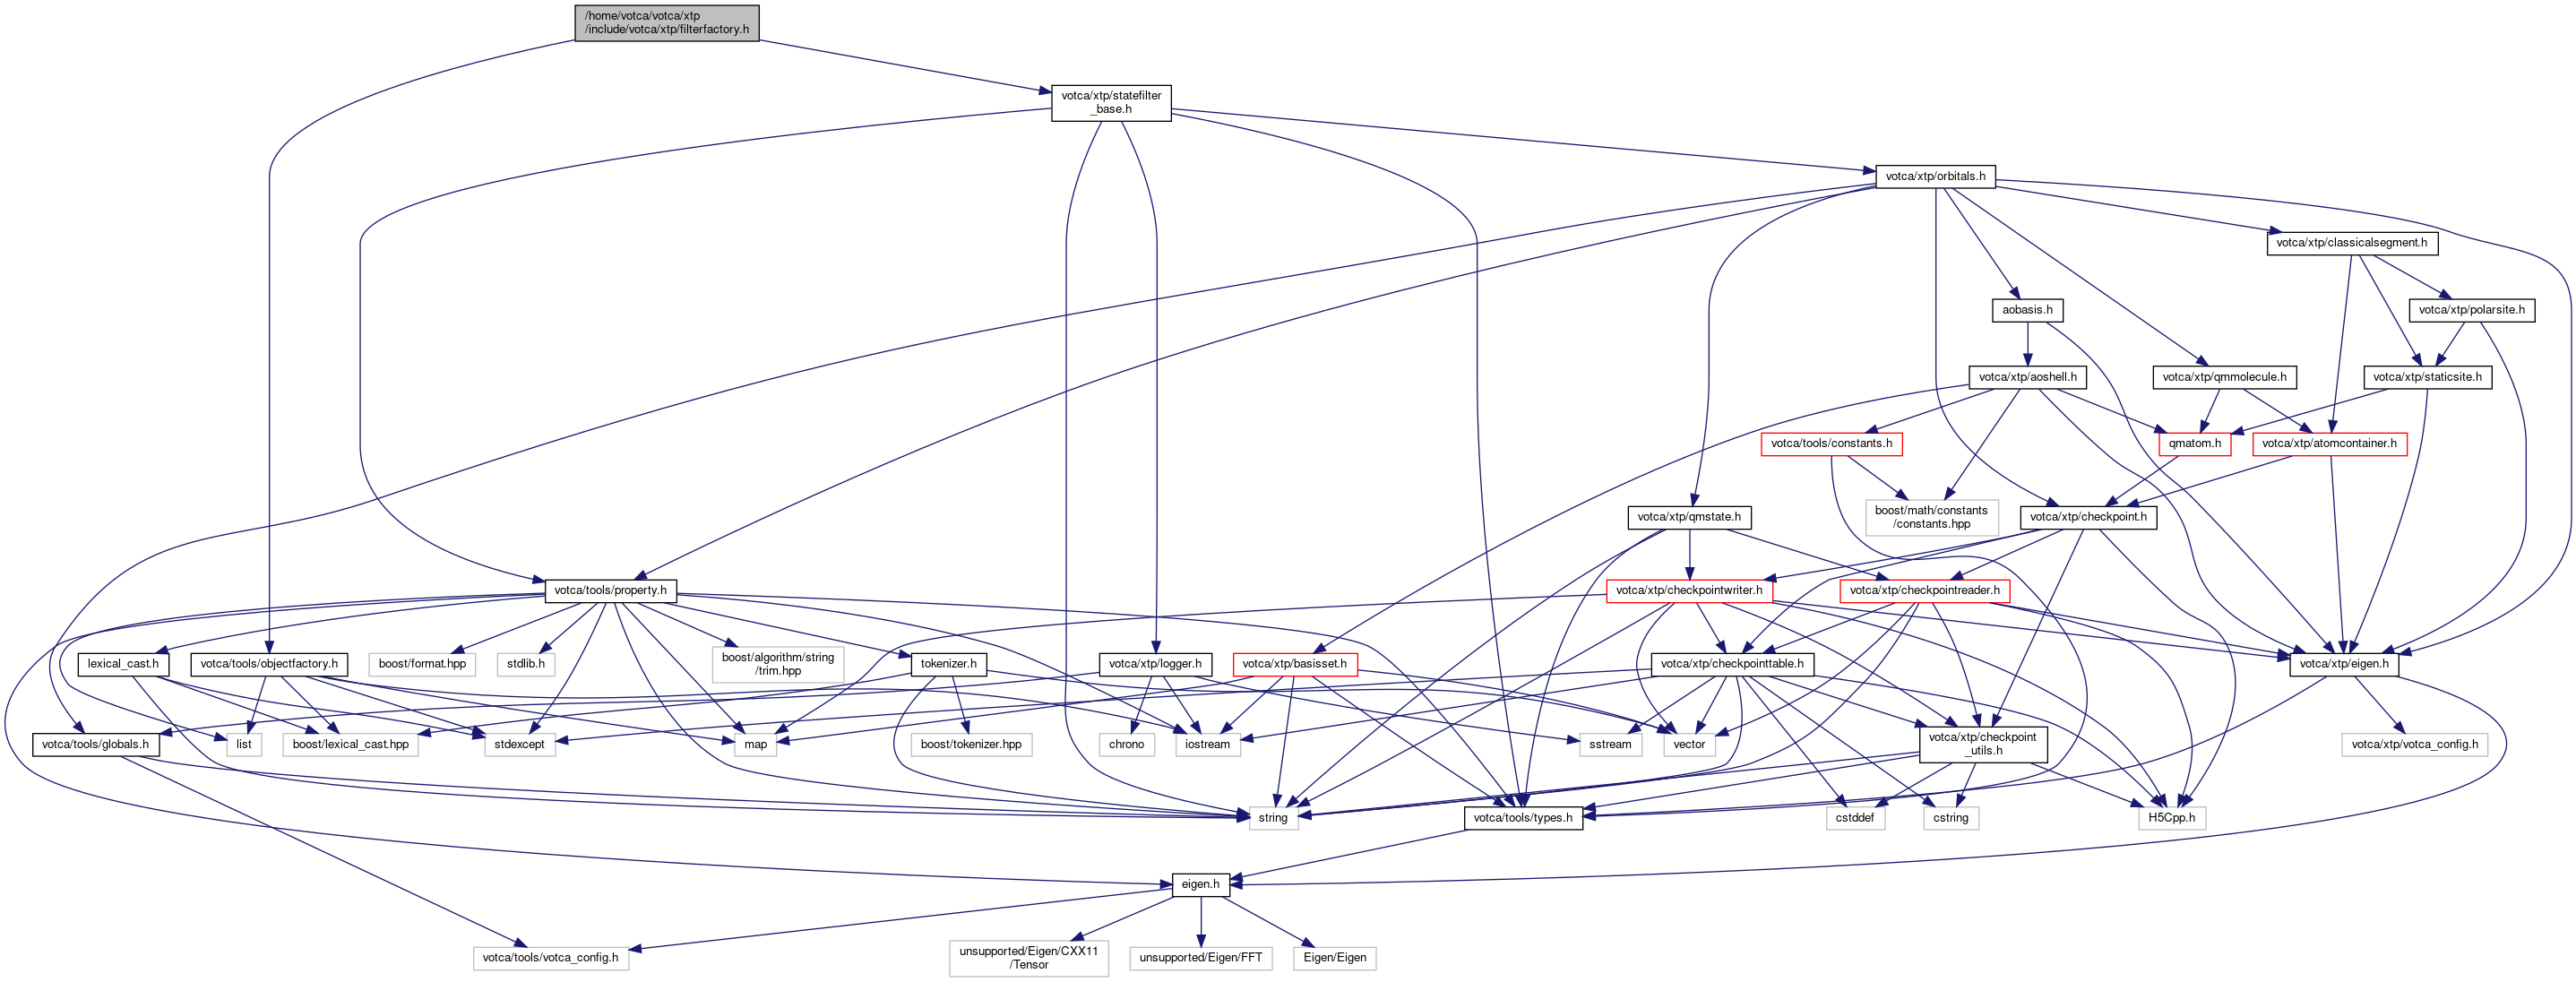 /home/votca/votca/xtp
/include/votca/xtp/filterfactory.h
votca/xtp/statefilter
_base.h
votca/xtp/orbitals.h
votca/xtp/classicalsegment.h
aobasis.h
votca/xtp/polarsite.h
votca/xtp/aoshell.h
votca/xtp/qmmolecule.h
votca/xtp/staticsite.h
votca/tools/constants.h
qmatom.h
votca/xtp/atomcontainer.h
votca/xtp/qmstate.h
boost/math/constants
/constants.hpp
votca/xtp/checkpoint.h
votca/tools/property.h
votca/xtp/checkpointwriter.h
votca/xtp/checkpointreader.h
lexical_cast.h
votca/tools/objectfactory.h
boost/format.hpp
stdlib.h
boost/algorithm/string
/trim.hpp
tokenizer.h
votca/xtp/logger.h
votca/xtp/basisset.h
votca/xtp/checkpointtable.h
votca/xtp/eigen.h
votca/tools/globals.h
list
boost/lexical_cast.hpp
stdexcept
map
boost/tokenizer.hpp
chrono
iostream
sstream
vector
votca/xtp/checkpoint
_utils.h
votca/xtp/votca_config.h
string
votca/tools/types.h
cstddef
cstring
H5Cpp.h
eigen.h
votca/tools/votca_config.h
unsupported/Eigen/CXX11
/Tensor
unsupported/Eigen/FFT
Eigen/Eigen